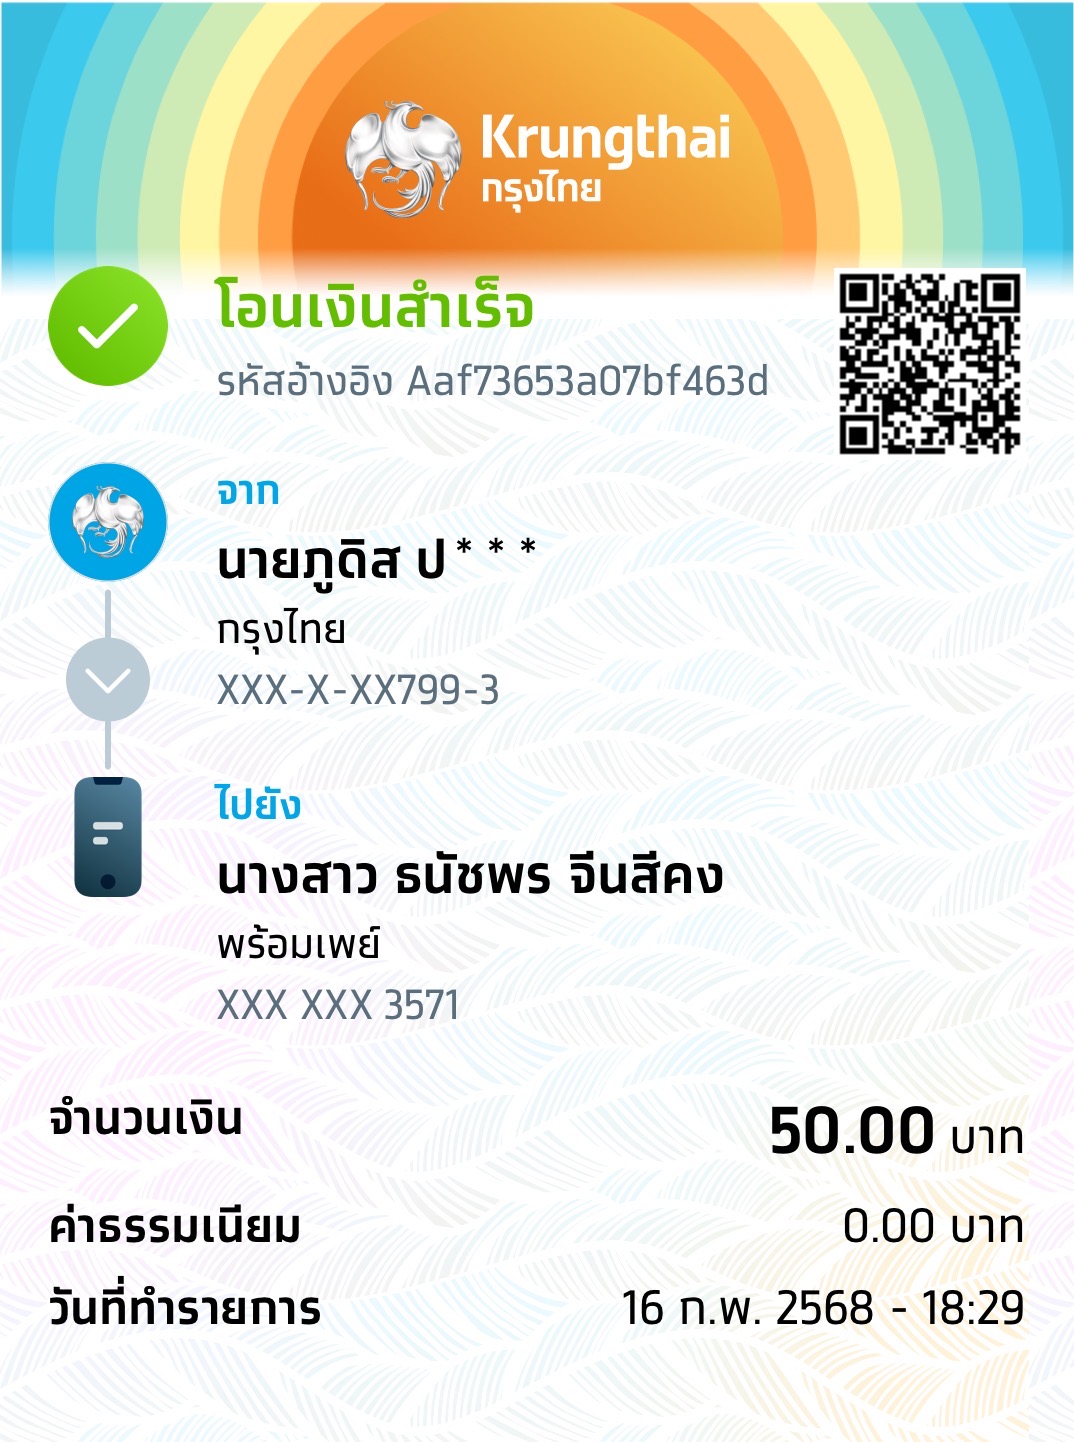 Krungthai
กรุงไทย
โอนเงินสำเร็จ
รหัสอ้างอิง Aaf73653a07bf463d
จาก
นายภูดิส ป * * *
กรุงไทย
XXX-X-XX799-3
ไปยัง
นางสาว ธนัชพร จีนสีคง
พร้อมเพย์
XXX XXX 3571
จำนวนเงิน 50.00 บาท
ค่าธรรมเนียม 0.00 บาท
วันที่ทำรายการ 16 ก.พ. 2568 - 18:29